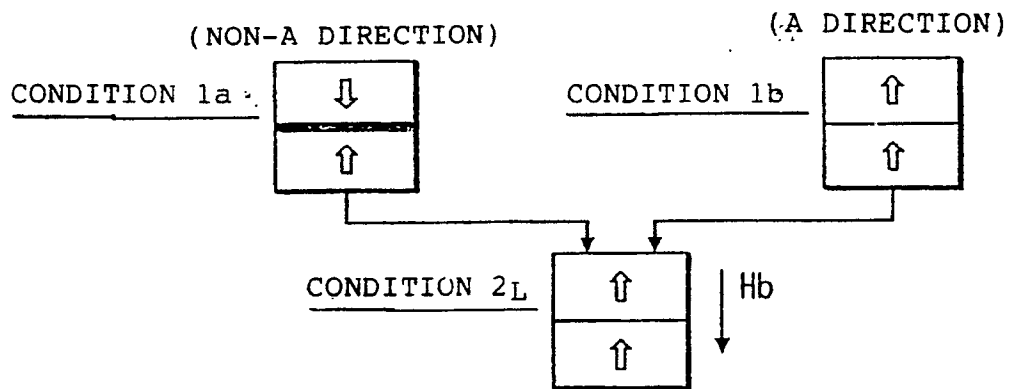 (NON-A DIRECTION)
(A DIRECTION)
CONDITION 1a
CONDITION 1b
CONDITION 2L
Hb